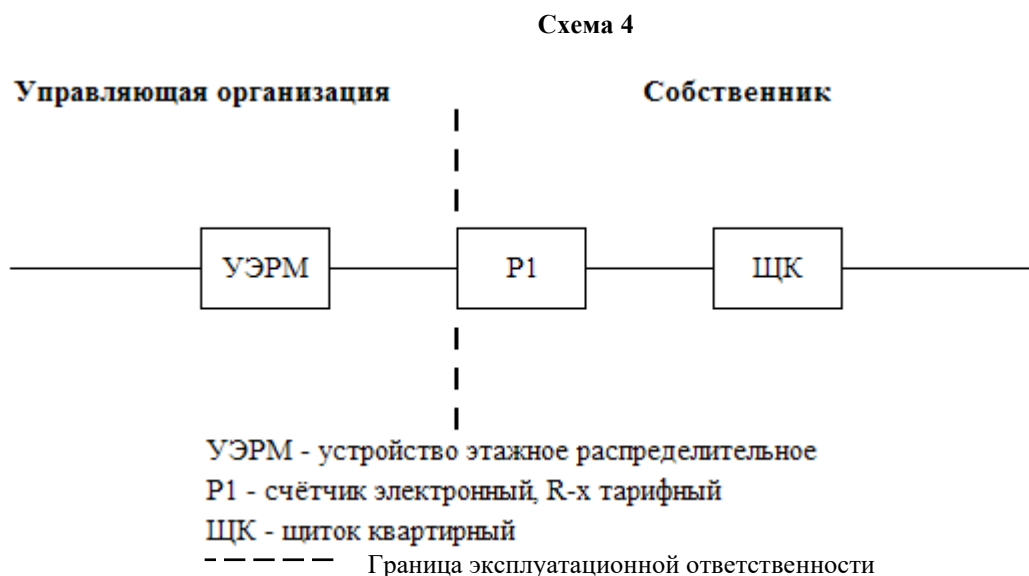 Схема 4
Управляющая организация Собственник
УЭРМ Р1 ЩК
УЭРМ - устройство этажное распределительное
Р1 - счётчик электронный, R-х тарифный
ЩК - щиток квартирный
Граница эксплуатационной ответственности